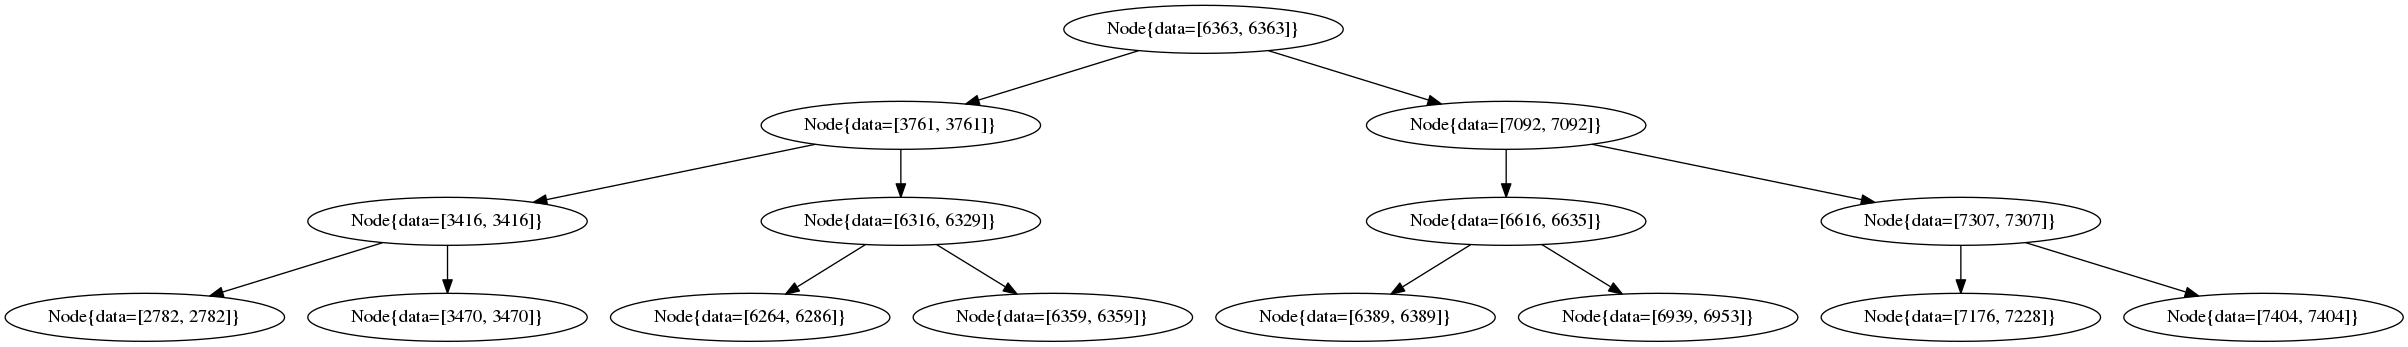 Node{data=[6363, 6363]}
Node{data=[3761, 3761]}
Node{data=[7092, 7092]}
Node{data=[3416, 3416]}
Node{data=[6316, 6329]}
Node{data=[6616, 6635]}
Node{data=[7307, 7307]}
Node{data=[2782, 2782]}
Node{data=[3470, 3470]}
Node{data=[6264, 6286]}
Node{data=[6359, 6359]}
Node{data=[6389, 6389]}
Node{data=[6939, 6953]}
Node{data=[7176, 7228]}
Node{data=[7404, 7404]}